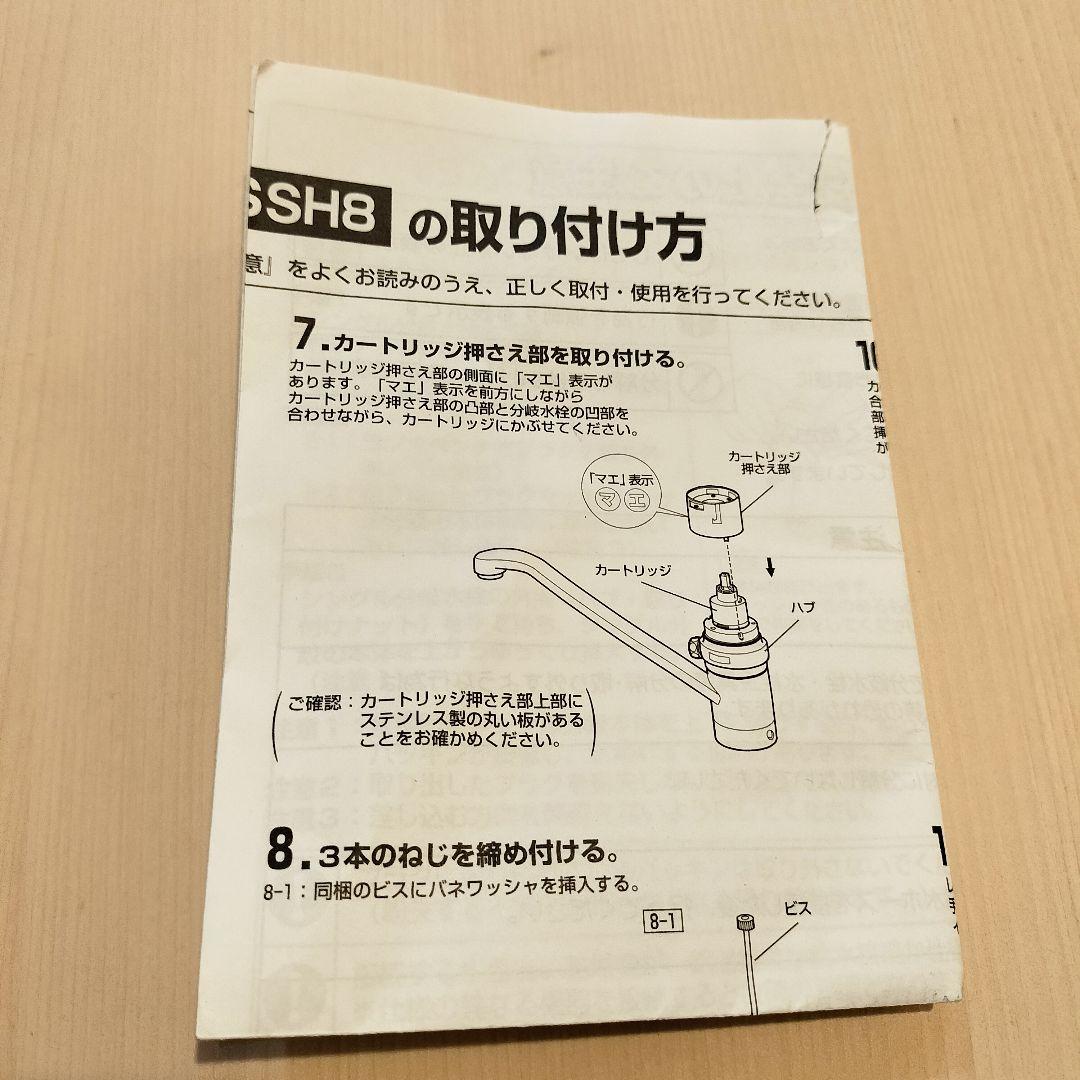 SSH8 の取り付け方
意』をよくお読みのうえ、正しく取付・使用を行ってください。
7.カートリッジ押さえ部を取り付ける。
カートリッジ押さえ部の側面に「マエ」表示が
あります。「マエ」表示を前方にしながら
カートリッジ押さえ部の凸部と分岐水栓の凹部を
合わせながら、カートリッジにかぶせてください。
「マエ」表示
マ エ
カートリッジ
押さえ部
カートリッジ
ハブ
ご確認：カートリッジ押さえ部上部に
ステンレス製の丸い板がある
ことをお確かめください。
8.3本のねじを締め付ける。
8-1：同梱のビスにバネワッシャを挿入する。
8-1
ビス
10
カ
合
部
挿
が
1